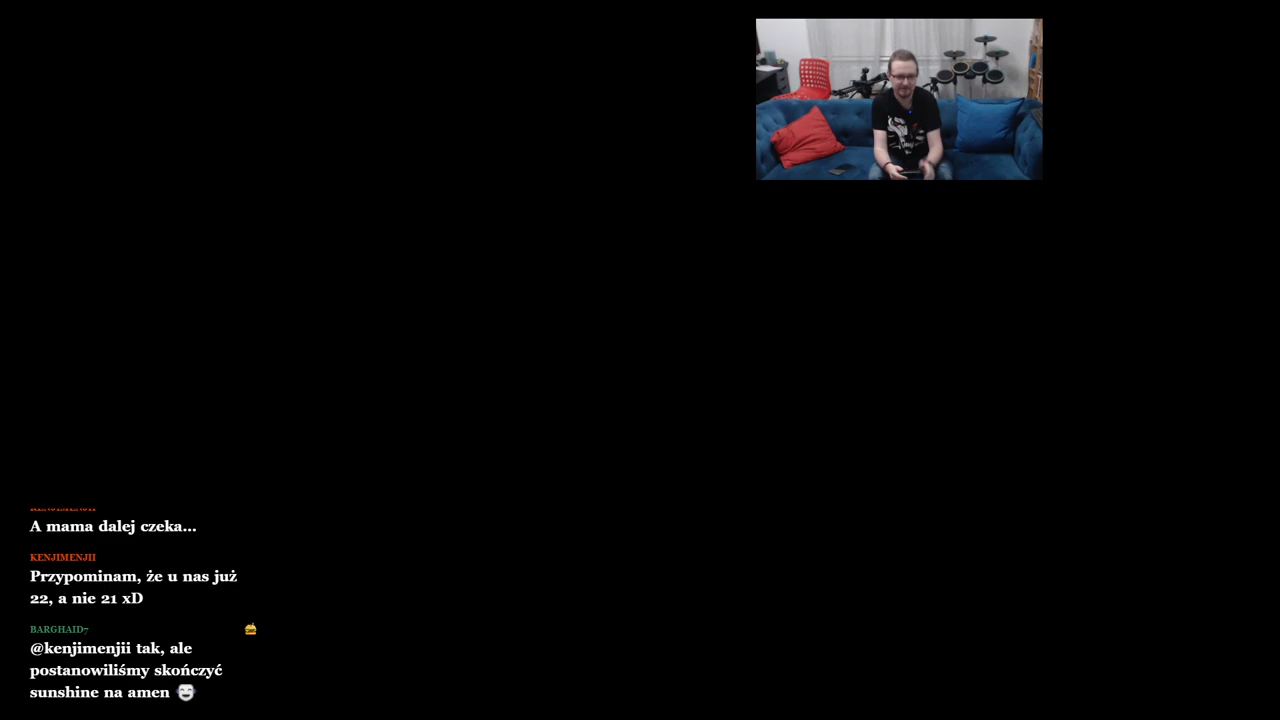 A mama dalej czeka...
KENJIMENJII
Przypominam, że u nas już
22, a nie 21 xD
BARGHAID7
@kenjimenjii tak, ale
postanowiliśmy skończyć
sunshine na amen